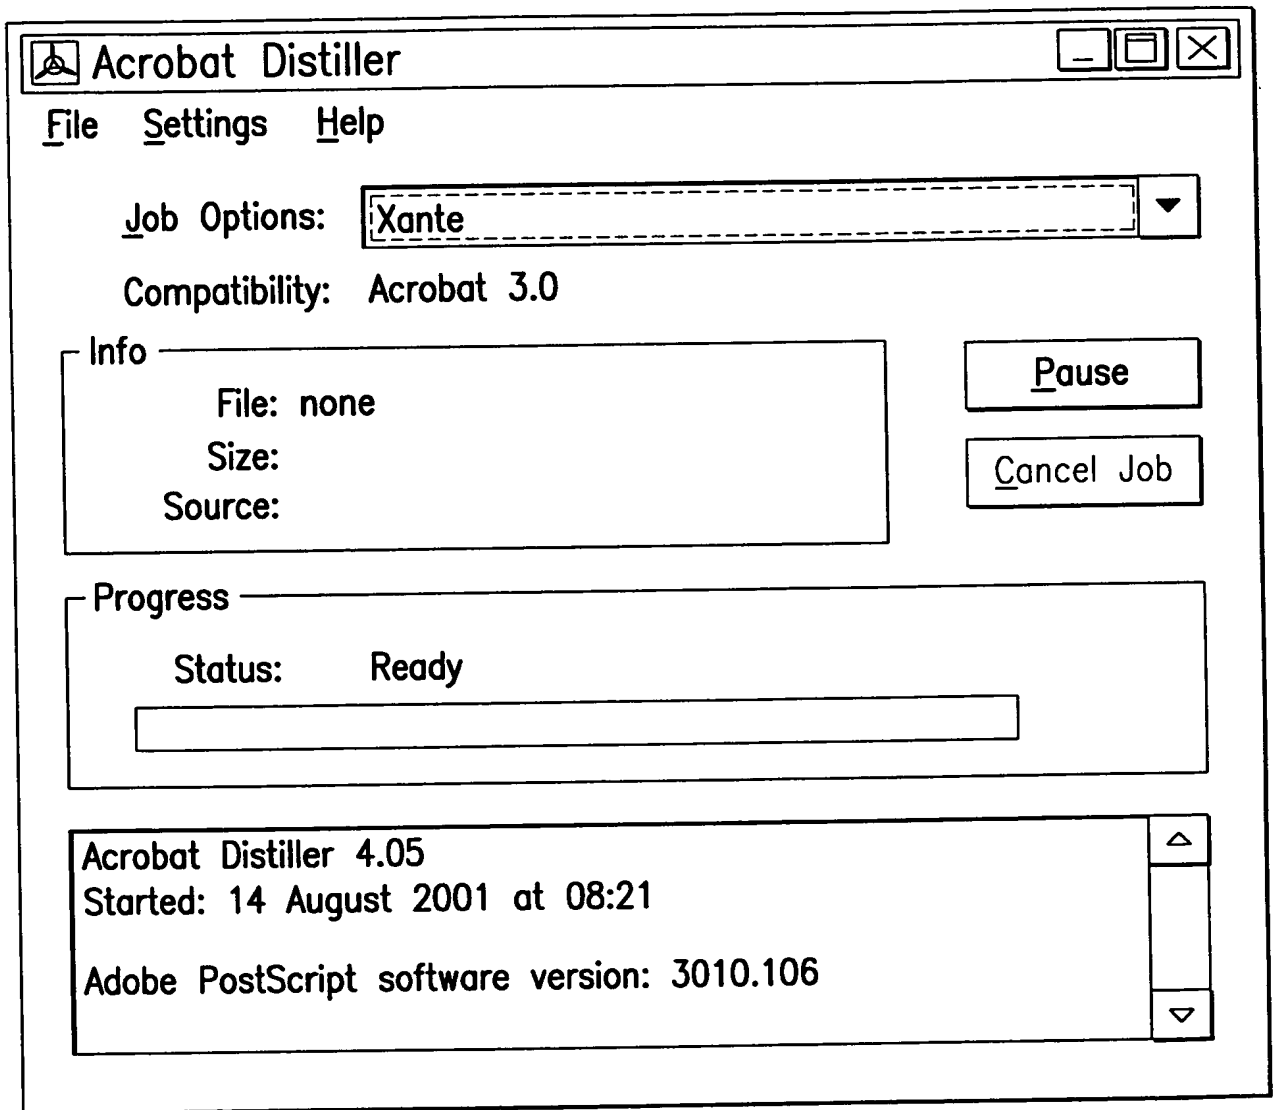 Acrobat Distiller
File Settings Help
Job Options: Xante
Compatibility: Acrobat 3.0
Info
File: none
Size:
Source:
Pause
Cancel Job
Progress
Status: Ready
Acrobat Distiller 4.05
Started: 14 August 2001 at 08:21
Adobe PostScript software version: 3010.106